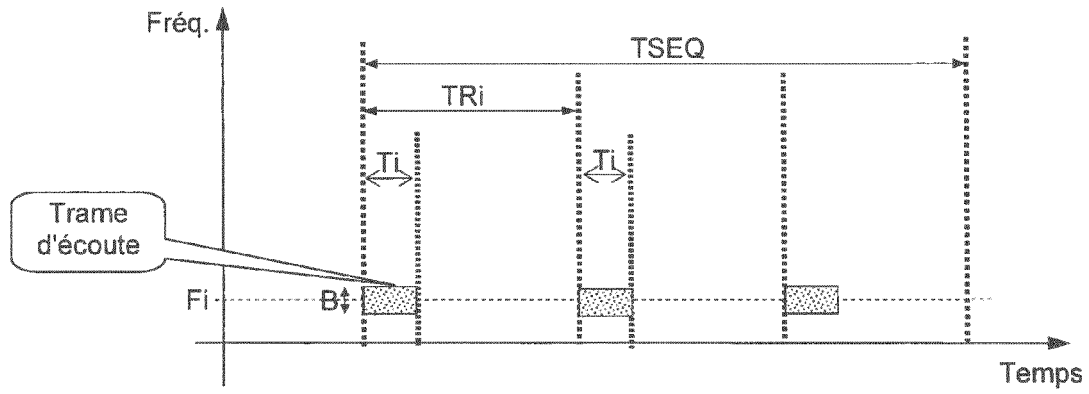 Fréq.
TSEQ
TRi
Ti
Ti
Trame
d'écoute
Fi
B
Temps